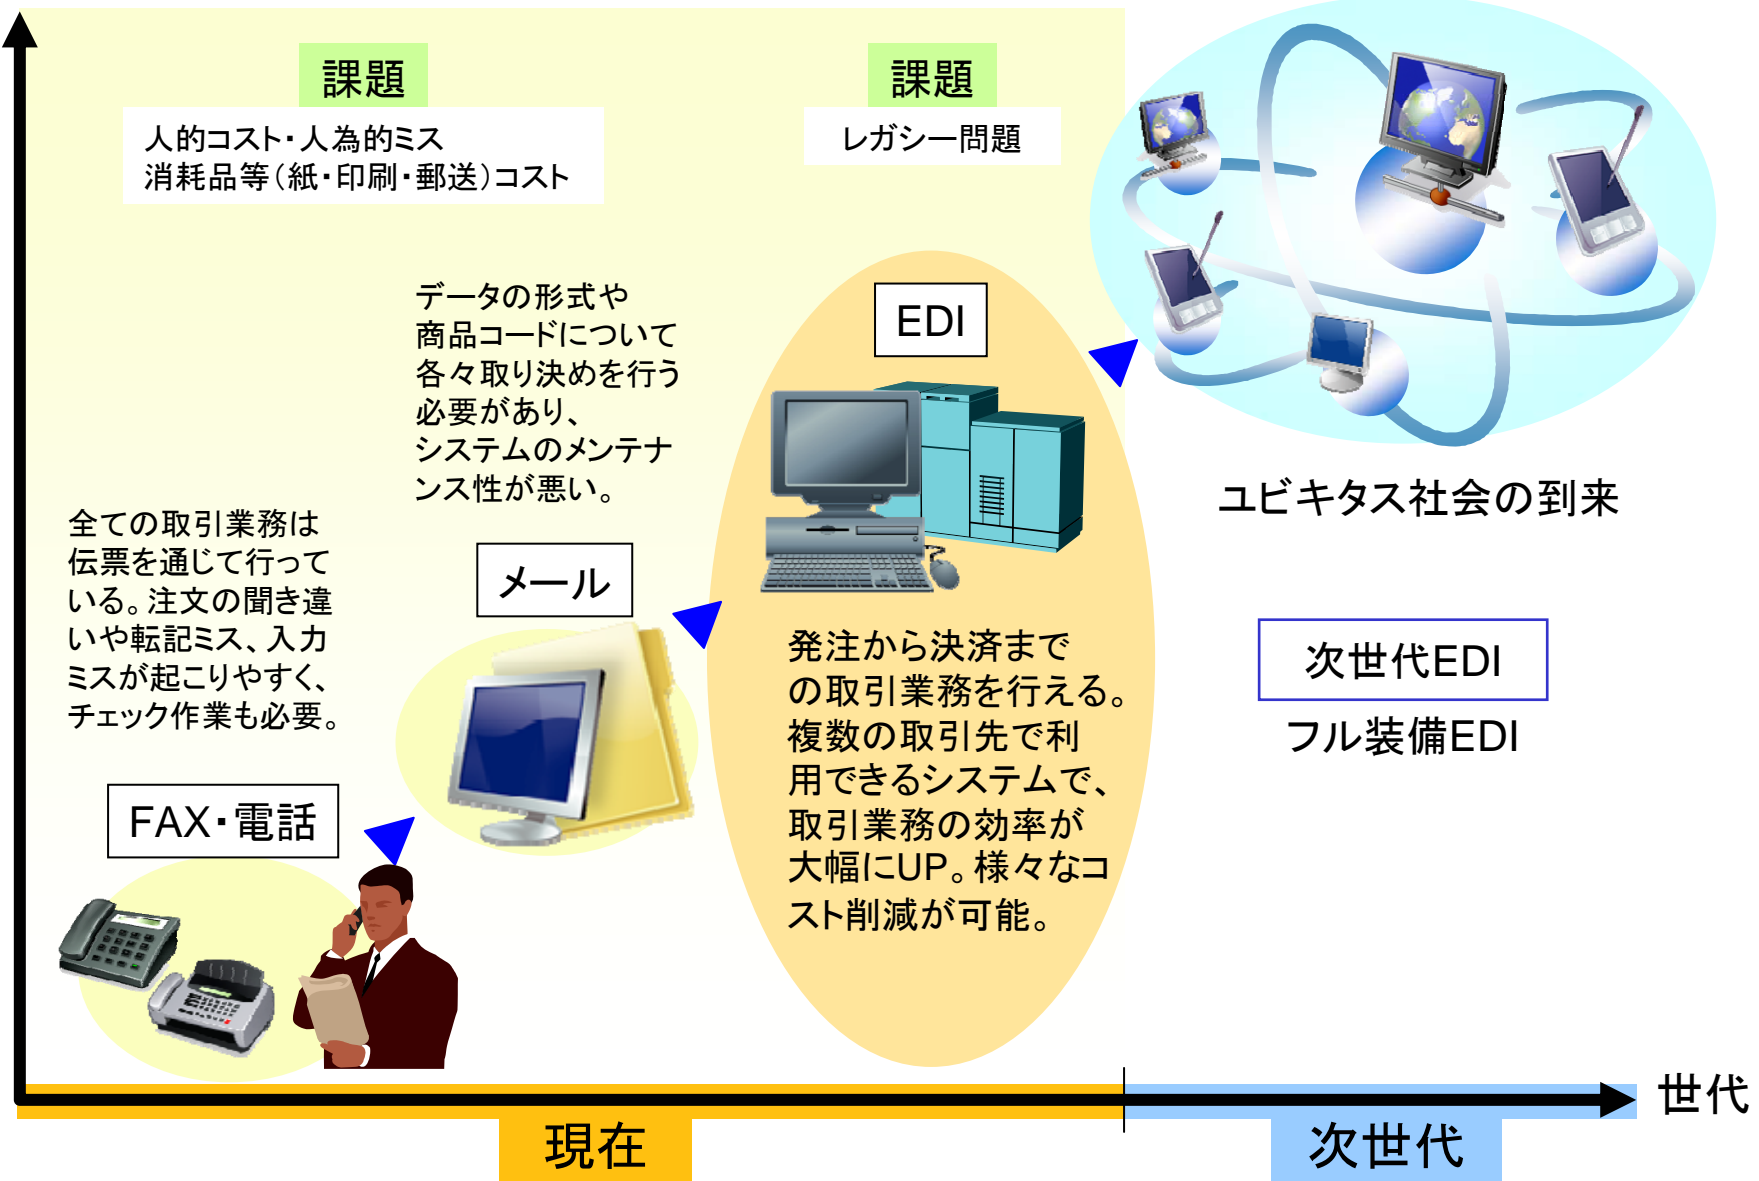 課題
人的コスト・人為的ミス
消耗品等(紙・印刷・郵送)コスト
課題
レガシー問題
データの形式や
商品コードについて
各々取り決めを行う
必要があり、
システムのメンテナ
ンス性が悪い。
EDI
ユビキタス社会の到来
全ての取引業務は
伝票を通じて行って
いる。注文の聞き違
いや転記ミス、入力
ミスが起こりやすく、
チェック作業も必要。
メール
発注から決済まで
の取引業務を行える。
複数の取引先で利
用できるシステムで、
取引業務の効率が
大幅にUP。様々なコ
スト削減が可能。
次世代EDI
フル装備EDI
FAX・電話
世代
現在
次世代